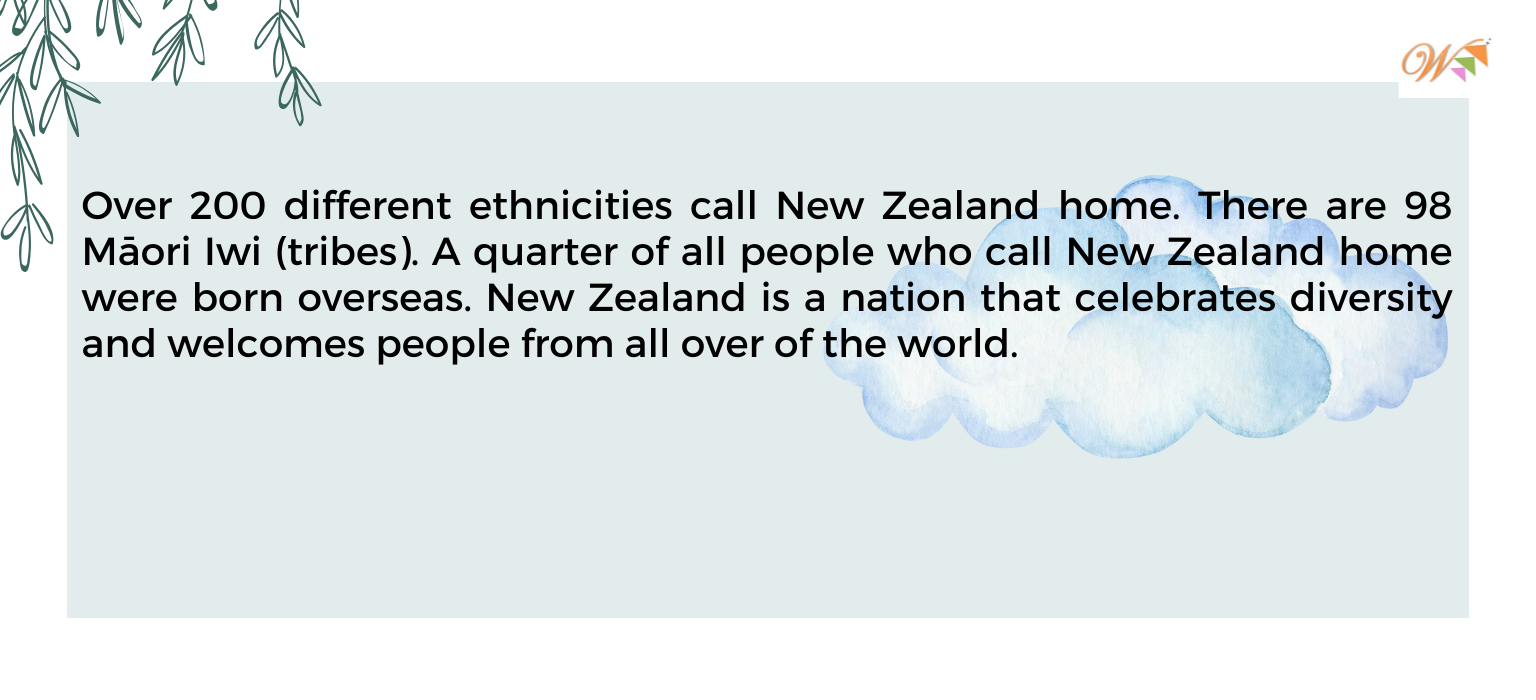 W
Over 200 different ethnicities call New Zealand home. There are 98
Māori Iwi (tribes). A quarter of all people who call New Zealand home
were born overseas. New Zealand is a nation that celebrates diversity
and welcomes people from all over of the world.